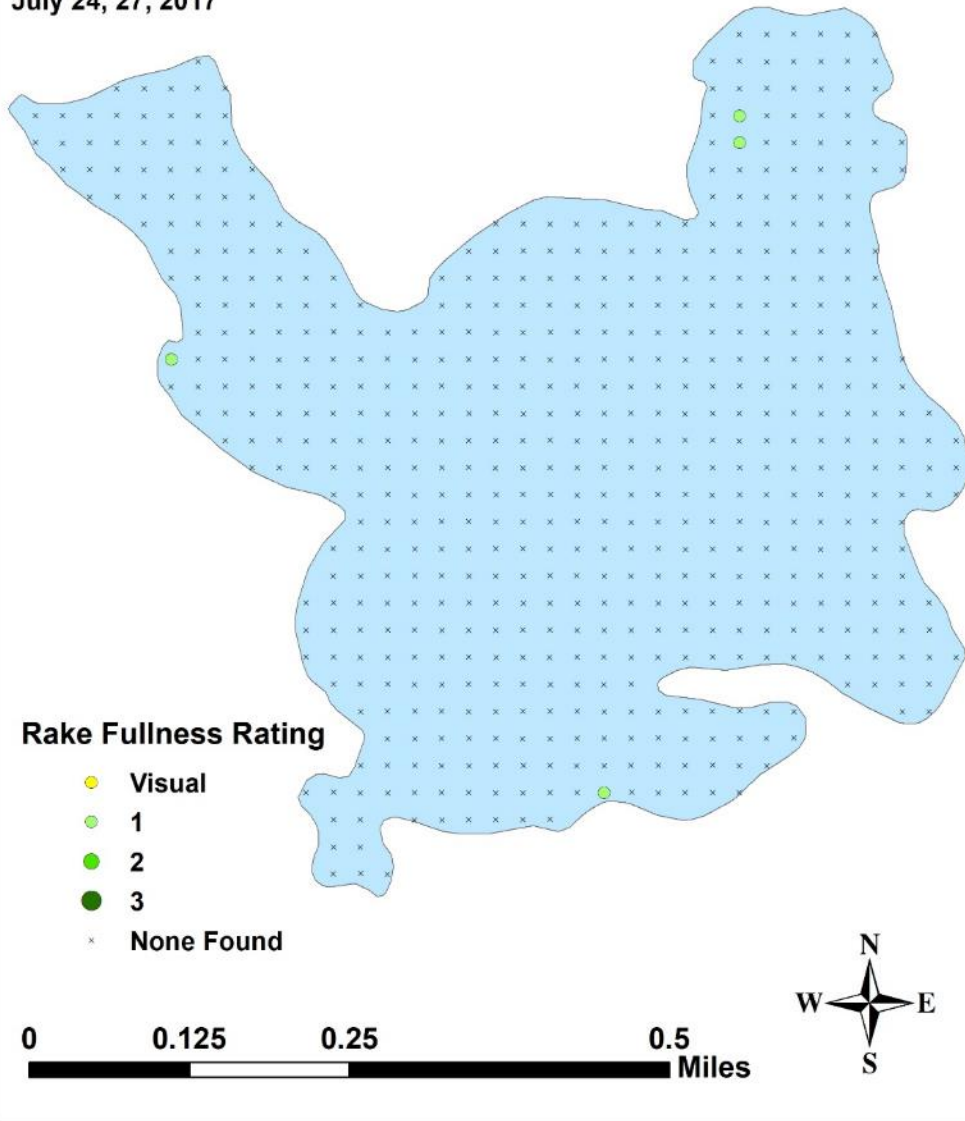 July 24, 27, 2017
Rake Fullness Rating
Visual
1
2
3
None Found
N
W E
S
0 0.125 0.25 0.5
Miles